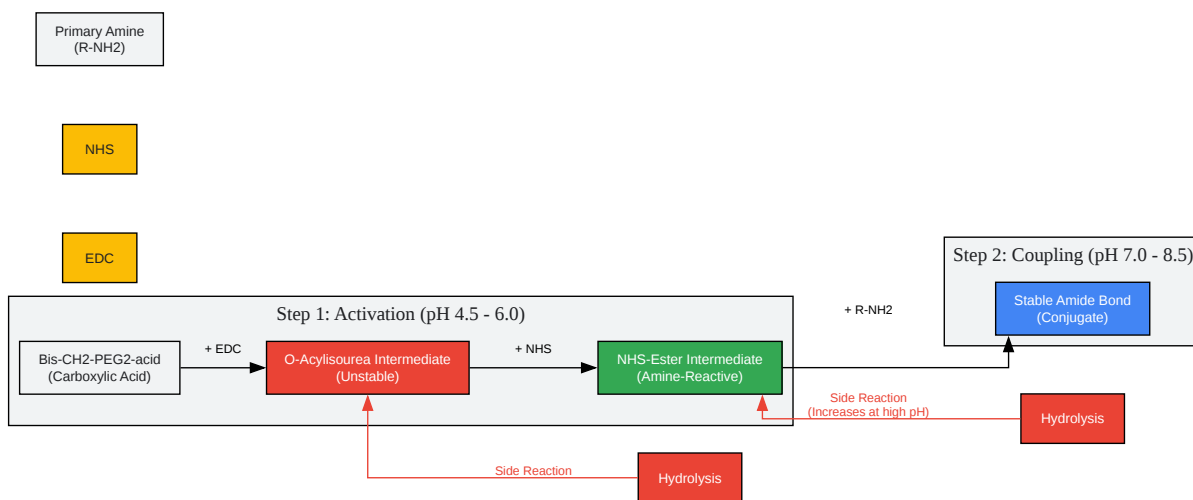 Primary Amine
(R-NH2)
NHS
EDC
Step 2: Coupling (pH 7.0 - 8.5)
Stable Amide Bond
(Conjugate)
Step 1: Activation (pH 4.5 - 6.0)
+ R-NH2
Bis-CH2-PEG2-acid
(Carboxylic Acid)
+ EDC
O-Acylisourea Intermediate
(Unstable)
+ NHS
NHS-Ester Intermediate
(Amine-Reactive)
Side Reaction
(Increases at high pH)
Hydrolysis
Side Reaction
Hydrolysis